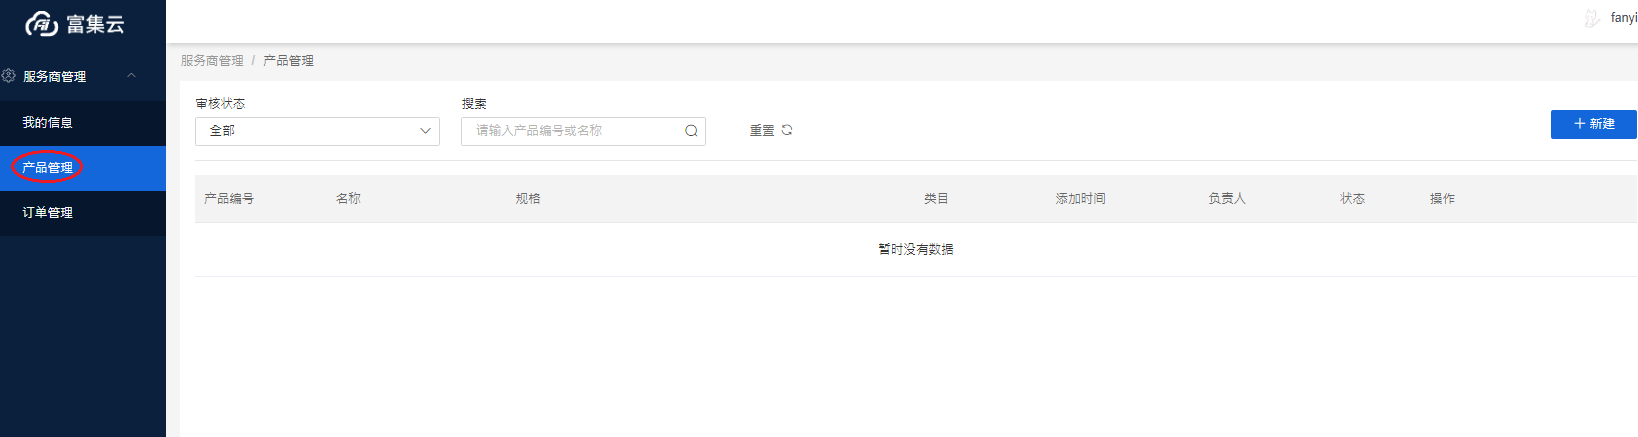 富集云
fanyi
服务商管理
服务商管理 / 产品管理
我的信息
产品管理
订单管理
审核状态
搜索
全部
请输入产品编号或名称
重置
新建
产品编号 名称 规格 类目 添加时间 负责人 状态 操作
暂时没有数据